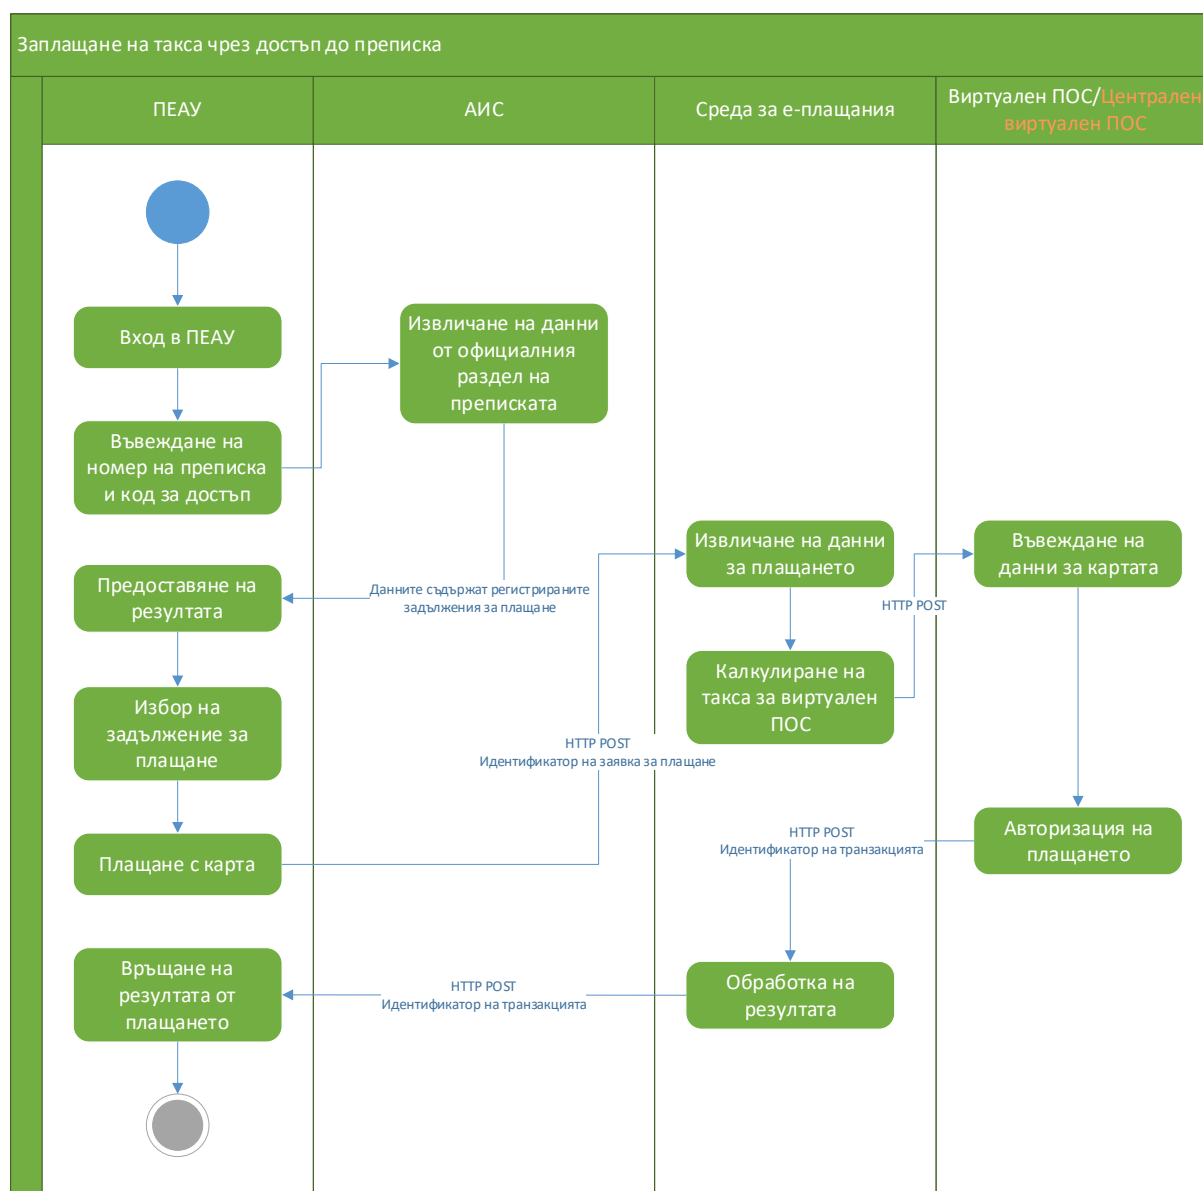 Заплащане на такса чрез достъп до преписка
ПЕАУ
АИС
Среда за е-плащания
Виртуален ПОС/Централен
виртуален ПОС
Вход в ПЕАУ
Извличане на данни
от официалния
раздел на
преписката
Въвеждане на
номер на преписка
и код за достъп
Извличане на данни
за плащането
Въвеждане на
данни за картата
Предоставяне на
резултата
Данните съдържат регистрираните
задължения за плащане
HTTP POST
Калкулиране на
такса за виртуален
ПОС
Избор на
задължение за
плащане
HTTP POST
Идентификатор на заявка за плащане
Плащане с карта
HTTP POST
Идентификатор на транзакцията
Авторизация на
плащането
Връщане на
резултата от
плащането
HTTP POST
Идентификатор на транзакцията
Обработка на
резултата